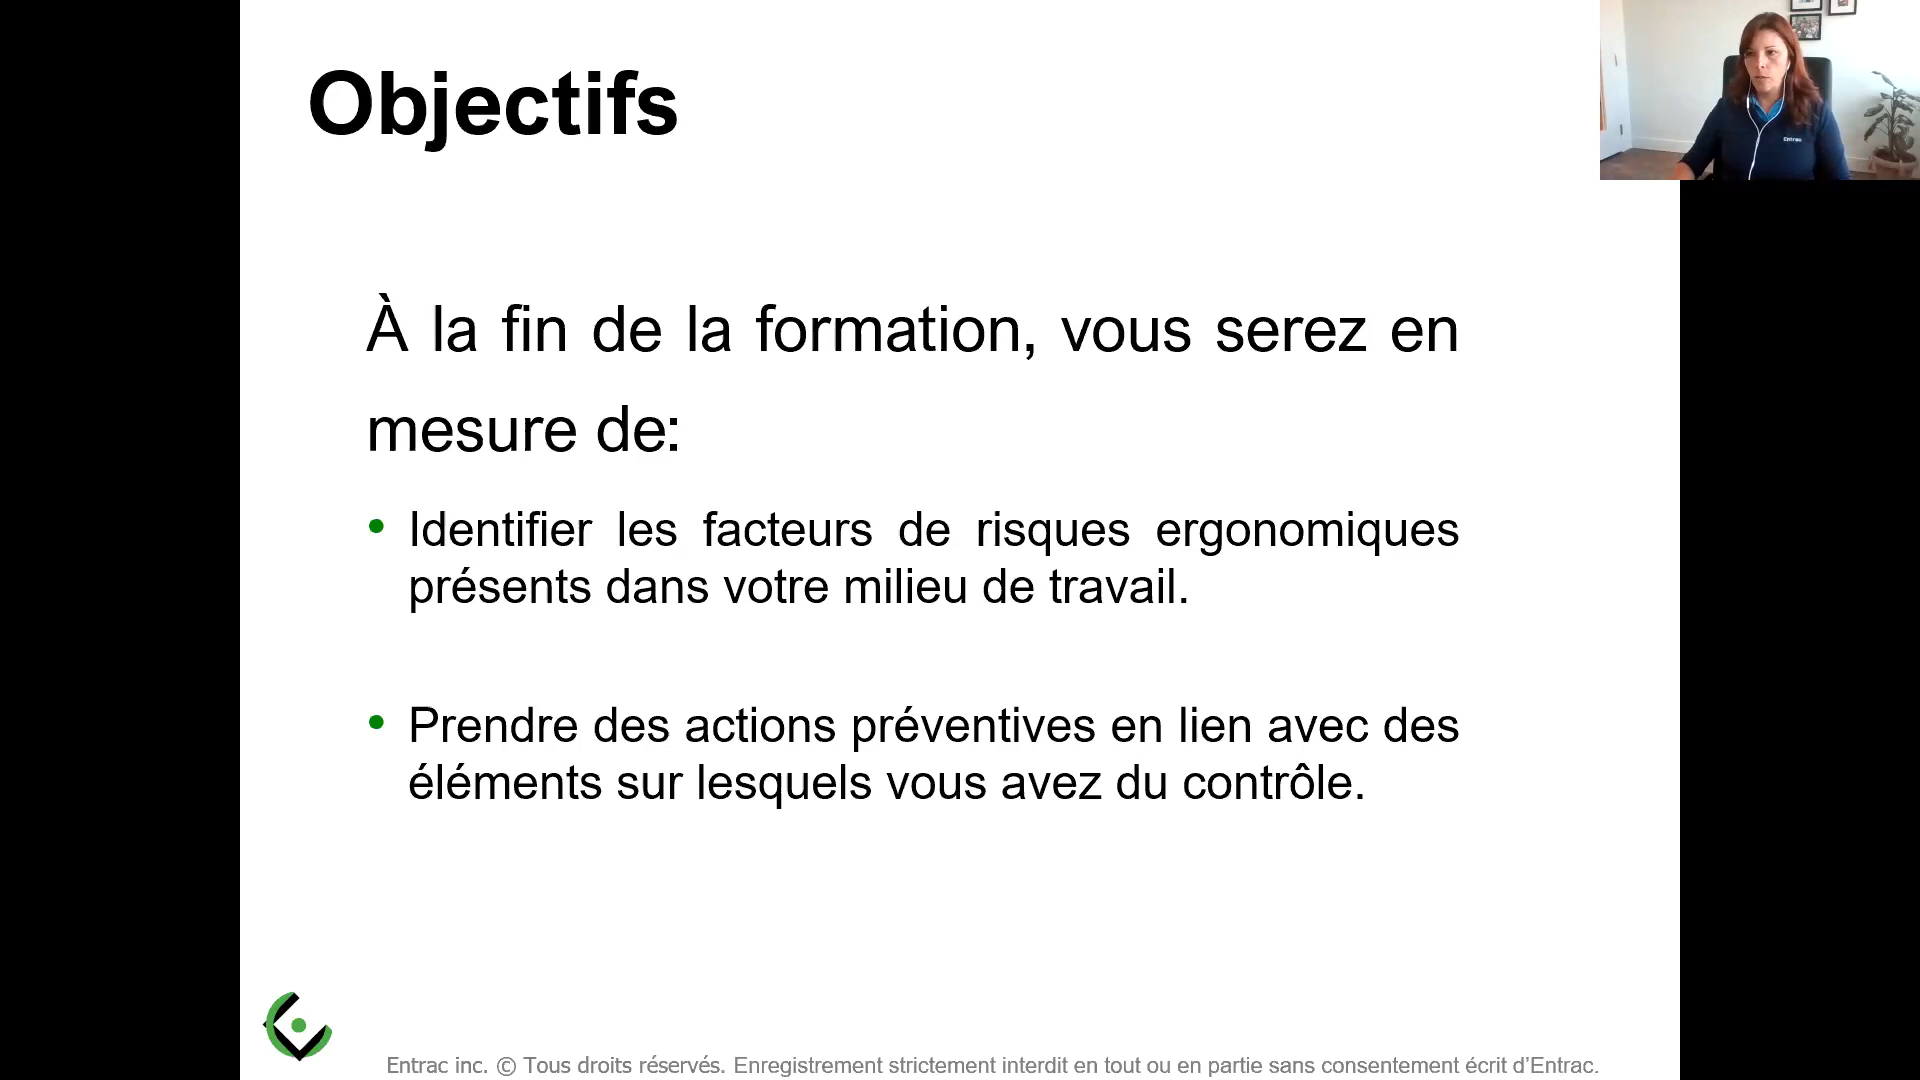 Objectifs
À la fin de la formation, vous serez en
mesure de:
• Identifier les facteurs de risques ergonomiques
présents dans votre milieu de travail.
• Prendre des actions préventives en lien avec des
éléments sur lesquels vous avez du contrôle.
Entrac inc. © Tous droits réservés. Enregistrement strictement interdit en tout ou en partie sans consentement écrit d’Entrac.
Entrac